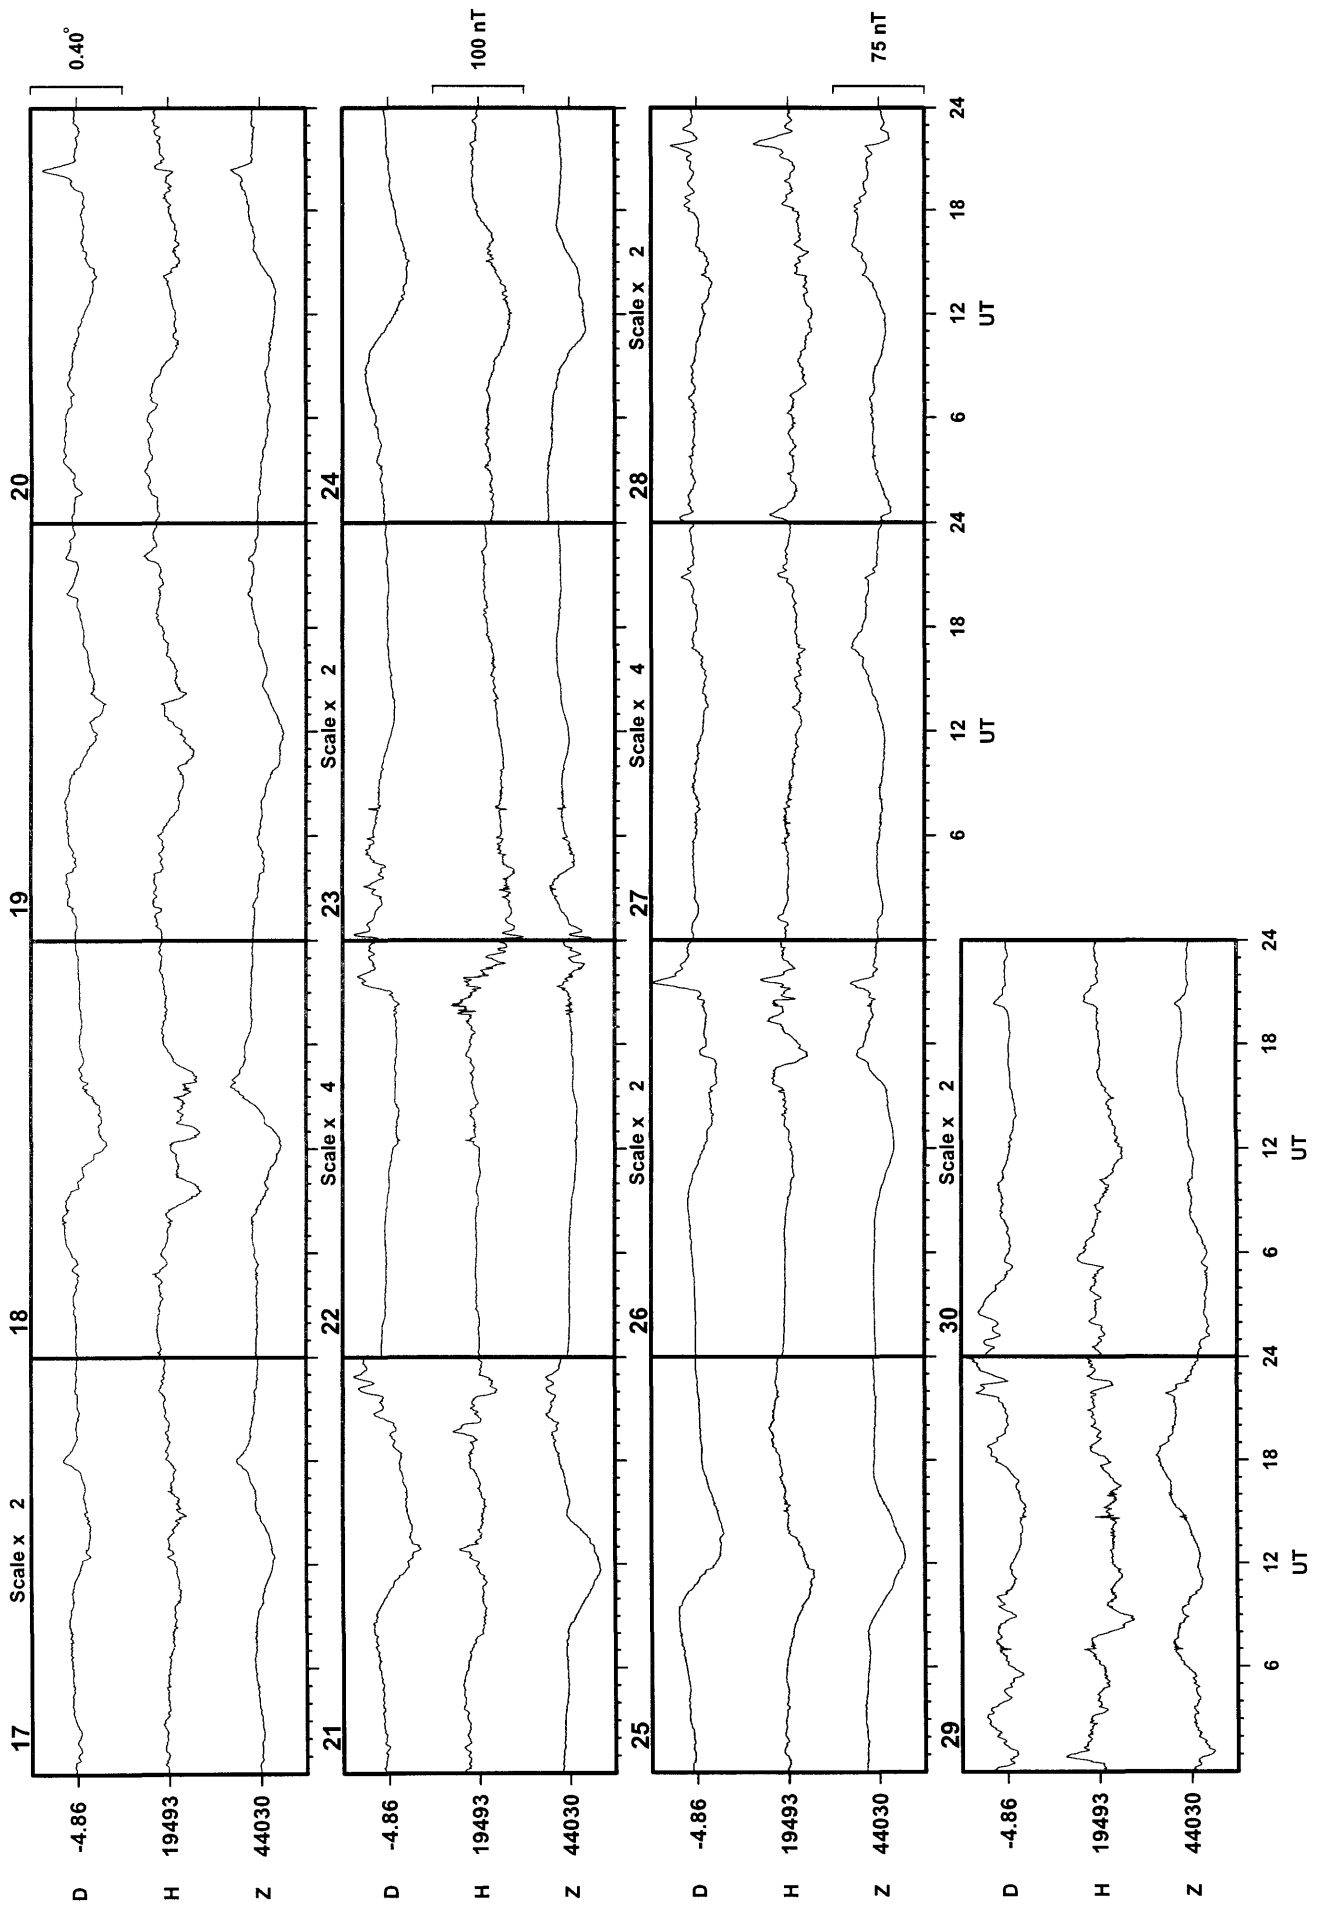 17 Scale x 2 18 19 20
D -4.86 0.40°
H 19493
Z 44030
21 22 Scale x 4 23 Scale x 2 24
D -4.86
H 19493 100 nT
Z 44030
25 26 Scale x 2 27 Scale x 4 28 Scale x 2
D -4.86
H 19493
Z 44030 75 nT
6 12 18 24 6 12 18 24
UT UT
29 30 Scale x 2
D -4.86
H 19493
Z 44030
6 12 18 24 6 12 18 24
UT UT